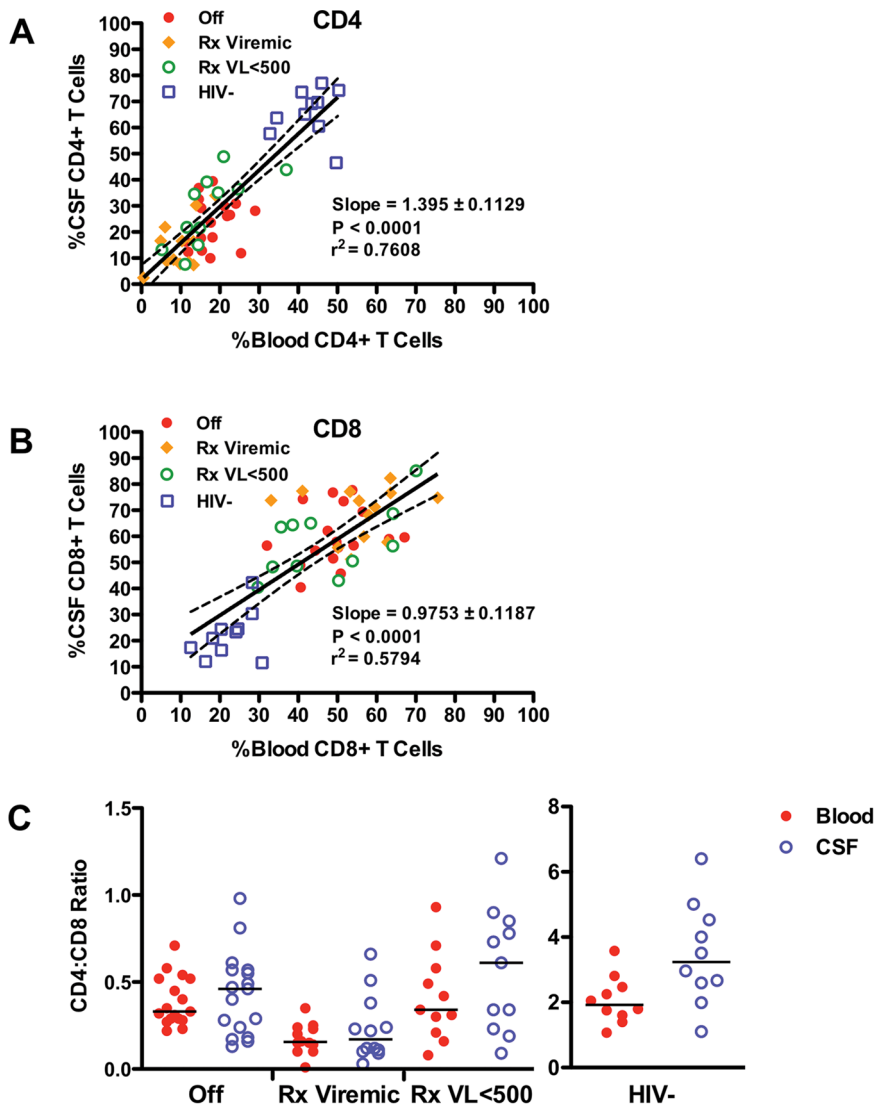 A
CD4
Off
Rx Viremic
Rx VL<500
HIV-
100
90
80
70
60
50
40
30
20
10
0
%CSF CD4+ T Cells
Slope = 1.395 ± 0.1129
P < 0.0001
r2 = 0.7608
0 10 20 30 40 50 60 70 80 90 100
%Blood CD4+ T Cells
B
CD8
Off
Rx Viremic
Rx VL<500
HIV-
100
90
80
70
60
50
40
30
20
10
0
%CSF CD8+ T Cells
Slope = 0.9753 ± 0.1187
P < 0.0001
r2 = 0.5794
0 10 20 30 40 50 60 70 80 90 100
%Blood CD8+ T Cells
C
CD4:CD8 Ratio
1.5
1.0
0.5
0.0
Off Rx Viremic Rx VL<500
8
6
4
2
0
HIV-
Blood
CSF